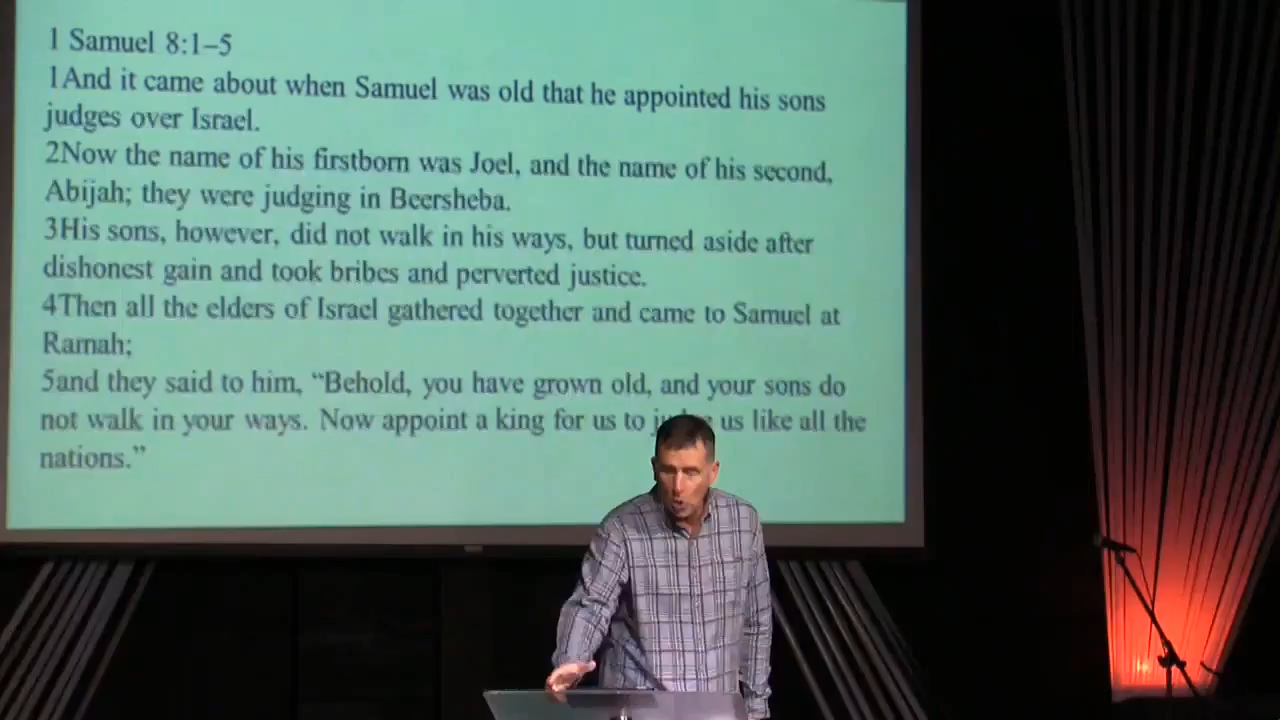 1 Samuel 8:1–5
1And it came about when Samuel was old that he appointed his sons
judges over Israel.
2Now the name of his firstborn was Joel, and the name of his second,
Abijah; they were judging in Beersheba.
3His sons, however, did not walk in his ways, but turned aside after
dishonest gain and took bribes and perverted justice.
4Then all the elders of Israel gathered together and came to Samuel at
Ramah;
5and they said to him, “Behold, you have grown old, and your sons do
not walk in your ways. Now appoint a king for us to us like all the
nations.”